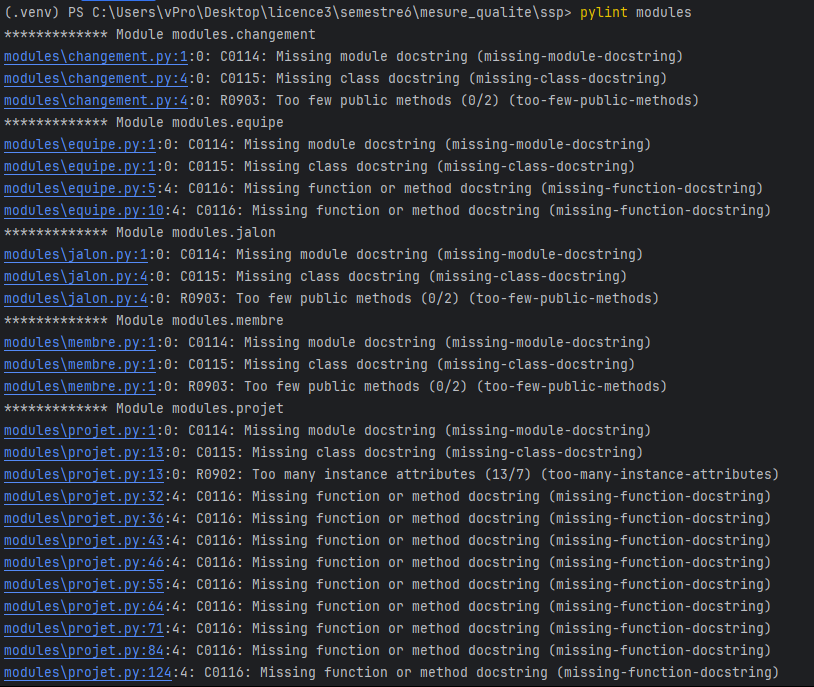 (.venv) PS C:\Users\vPro\Desktop\licence3\semestre6\mesure_qualite\ssp> pylint modules
************* Module modules.changement
modules\changement.py:1:0: C0114: Missing module docstring (missing-module-docstring)
modules\changement.py:4:0: C0115: Missing class docstring (missing-class-docstring)
modules\changement.py:4:0: R0903: Too few public methods (0/2) (too-few-public-methods)
************* Module modules.equipe
modules\equipe.py:1:0: C0114: Missing module docstring (missing-module-docstring)
modules\equipe.py:1:0: C0115: Missing class docstring (missing-class-docstring)
modules\equipe.py:5:4: C0116: Missing function or method docstring (missing-function-docstring)
modules\equipe.py:10:4: C0116: Missing function or method docstring (missing-function-docstring)
************* Module modules.jalon
modules\jalon.py:1:0: C0114: Missing module docstring (missing-module-docstring)
modules\jalon.py:4:0: C0115: Missing class docstring (missing-class-docstring)
modules\jalon.py:4:0: R0903: Too few public methods (0/2) (too-few-public-methods)
************* Module modules.membre
modules\membre.py:1:0: C0114: Missing module docstring (missing-module-docstring)
modules\membre.py:1:0: C0115: Missing class docstring (missing-class-docstring)
modules\membre.py:1:0: R0903: Too few public methods (0/2) (too-few-public-methods)
************* Module modules.projet
modules\projet.py:1:0: C0114: Missing module docstring (missing-module-docstring)
modules\projet.py:13:0: C0115: Missing class docstring (missing-class-docstring)
modules\projet.py:13:0: R0902: Too many instance attributes (13/7) (too-many-instance-attributes)
modules\projet.py:32:4: C0116: Missing function or method docstring (missing-function-docstring)
modules\projet.py:36:4: C0116: Missing function or method docstring (missing-function-docstring)
modules\projet.py:43:4: C0116: Missing function or method docstring (missing-function-docstring)
modules\projet.py:46:4: C0116: Missing function or method docstring (missing-function-docstring)
modules\projet.py:55:4: C0116: Missing function or method docstring (missing-function-docstring)
modules\projet.py:64:4: C0116: Missing function or method docstring (missing-function-docstring)
modules\projet.py:71:4: C0116: Missing function or method docstring (missing-function-docstring)
modules\projet.py:84:4: C0116: Missing function or method docstring (missing-function-docstring)
modules\projet.py:124:4: C0116: Missing function or method docstring (missing-function-docstring)